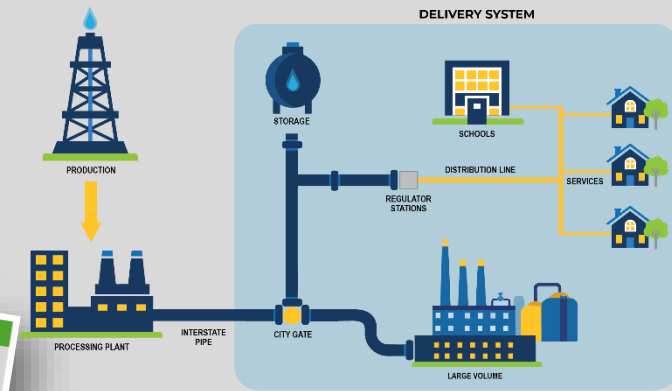 DELIVERY SYSTEM
PRODUCTION
STORAGE
SCHOOLS
DISTRIBUTION LINE
SERVICES
REGULATOR
STATIONS
PROCESSING PLANT
INTERSTATE
PIPE
CITY GATE
LARGE VOLUME